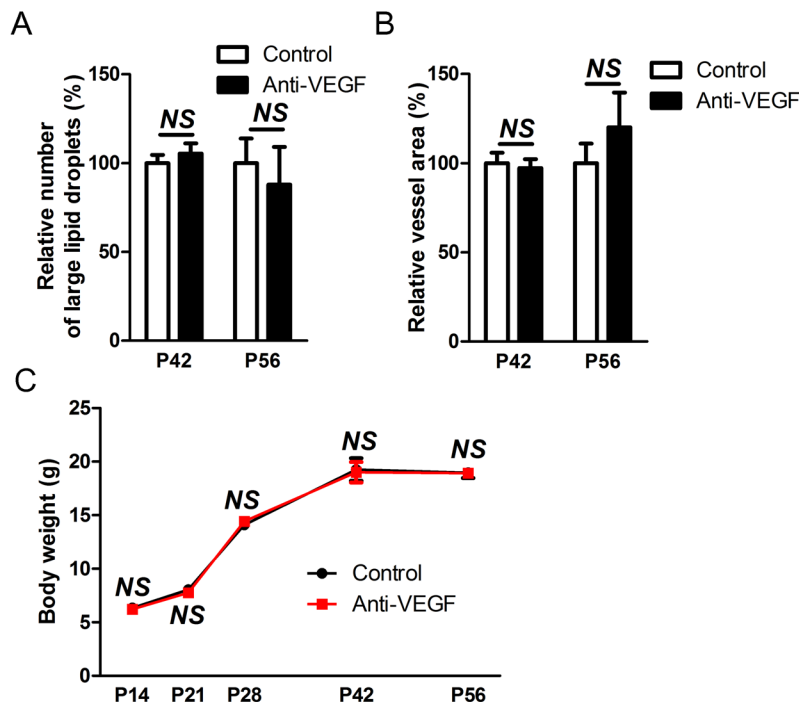 A
Control
Anti-VEGF
Relative number
of large lipid droplets (%)
150
100
50
0
NS
NS
P42
P56
B
Control
Anti-VEGF
Relative vessel area (%)
150
100
50
0
NS
NS
P42
P56
C
Body weight (g)
25
20
15
10
5
0
NS
NS
NS
NS
NS
Control
Anti-VEGF
P14
P21
P28
P42
P56